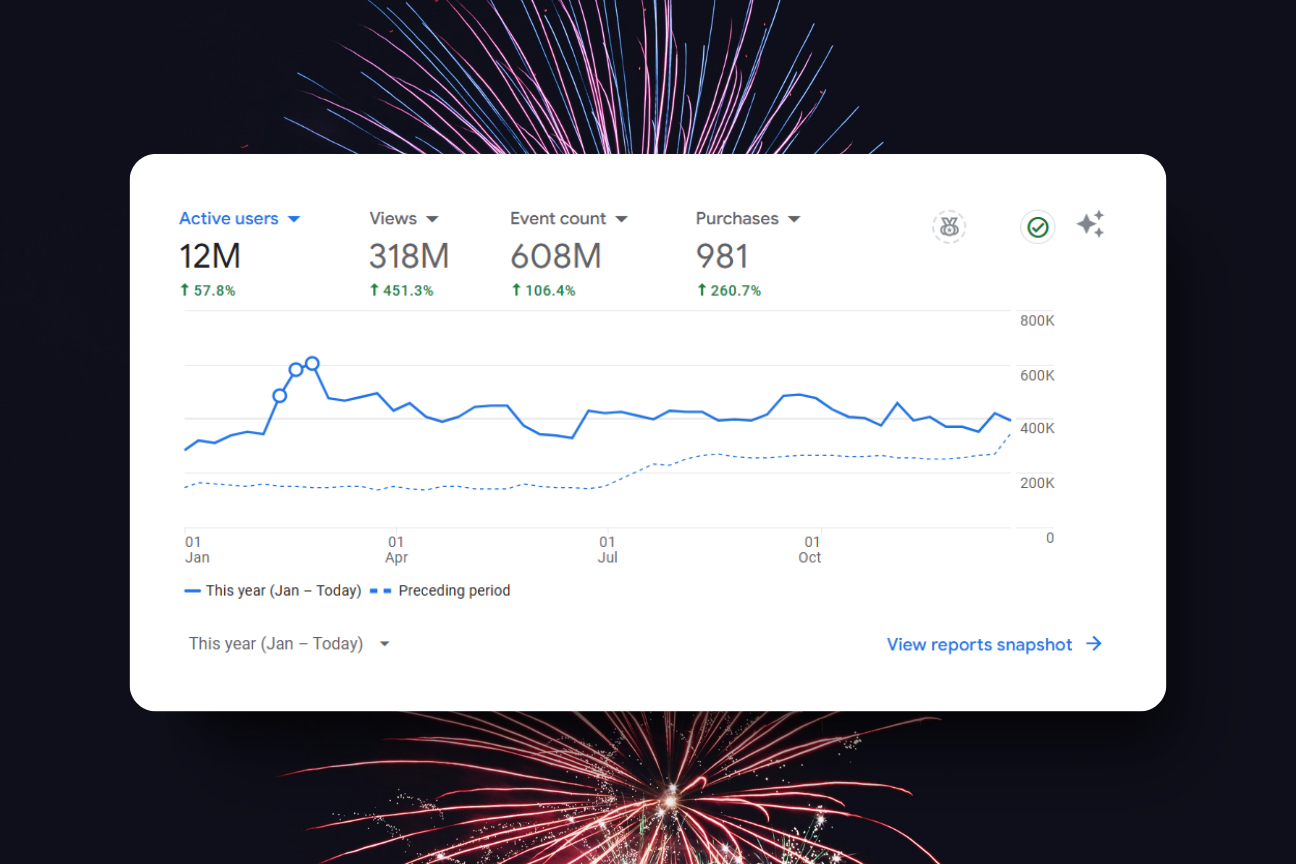 Active users Views Event count Purchases
12M 318M 608M 981
↑ 57.8% ↑ 451.3% ↑ 106.4% ↑ 260.7%
800K
600K
400K
200K
0
01 01 01 01
Jan Apr Jul Oct
This year (Jan – Today) Preceding period
This year (Jan – Today) View reports snapshot →